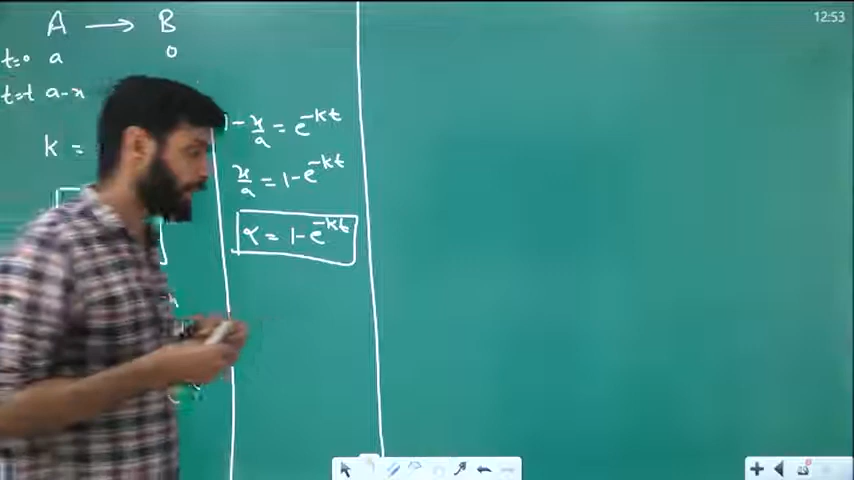 A → B
t=0 a 0
t=t a-x
k =
1-x/a = e^-kt
x/a = 1-e^-kt
α = 1-e^-kt
12:53